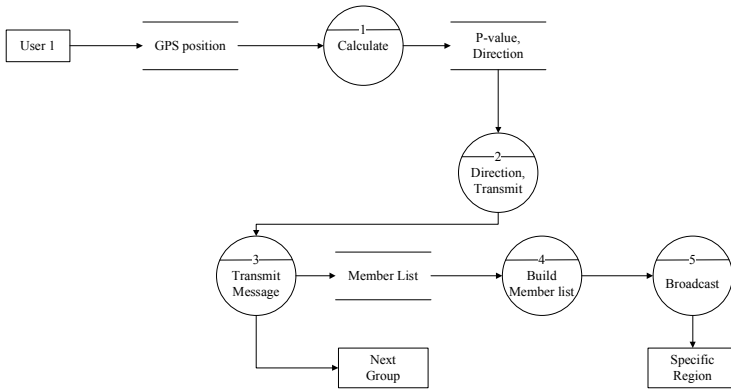 User 1
GPS position
1
Calculate
P-value,
Direction
2
Direction,
Transmit
3
Transmit
Message
Member List
4
Build
Member list
5
Broadcast
Next
Group
Specific
Region